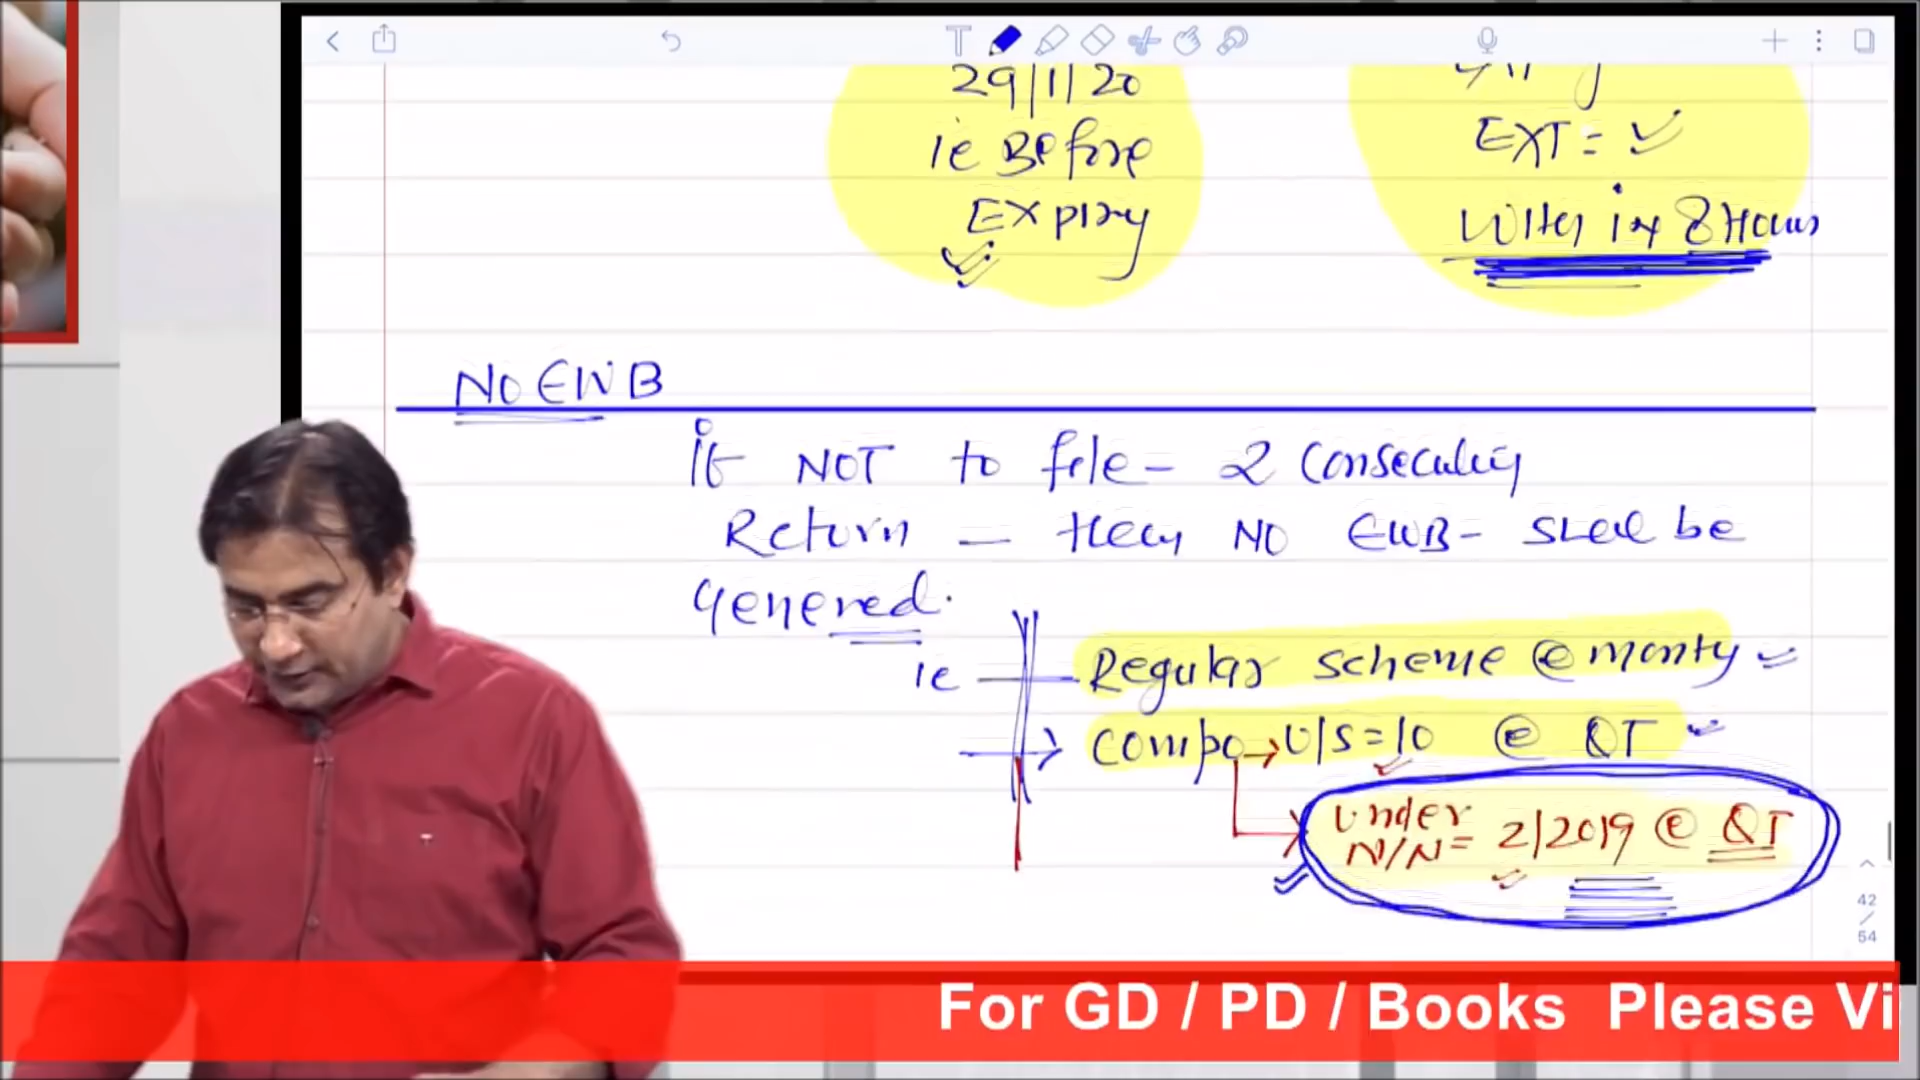 29/1/20
ie Before
Expiry
EXT =
within 8 Hours
NO EWB
if NOT to file - 2 Consecutive
Return - then NO EWB - shall be
Genered.
ie
Regular scheme @ monty
Compo → U/S = 10 @ QT
Under
N/N = 2/2019 @ QT
42
/
54
For GD / PD / Books Please Vi